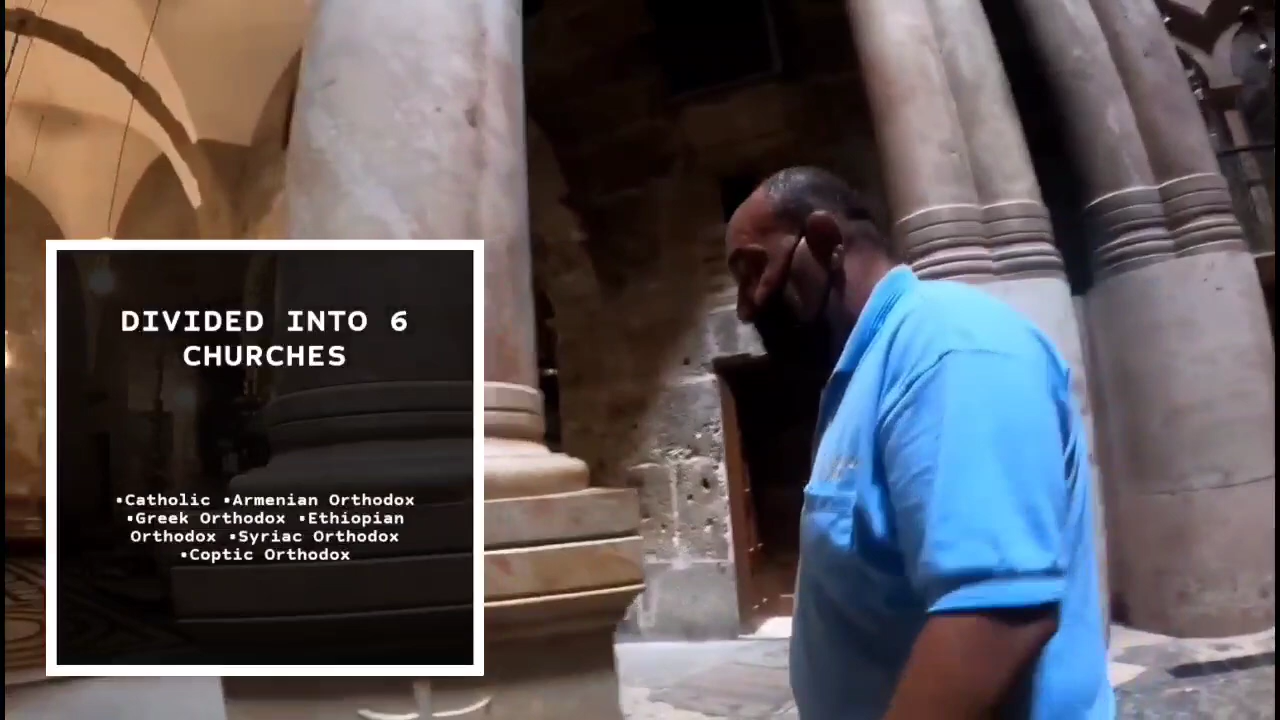 DIVIDED INTO 6
CHURCHES
▪Catholic ▪Armenian Orthodox
▪Greek Orthodox ▪Ethiopian
Orthodox ▪Syriac Orthodox
▪Coptic Orthodox